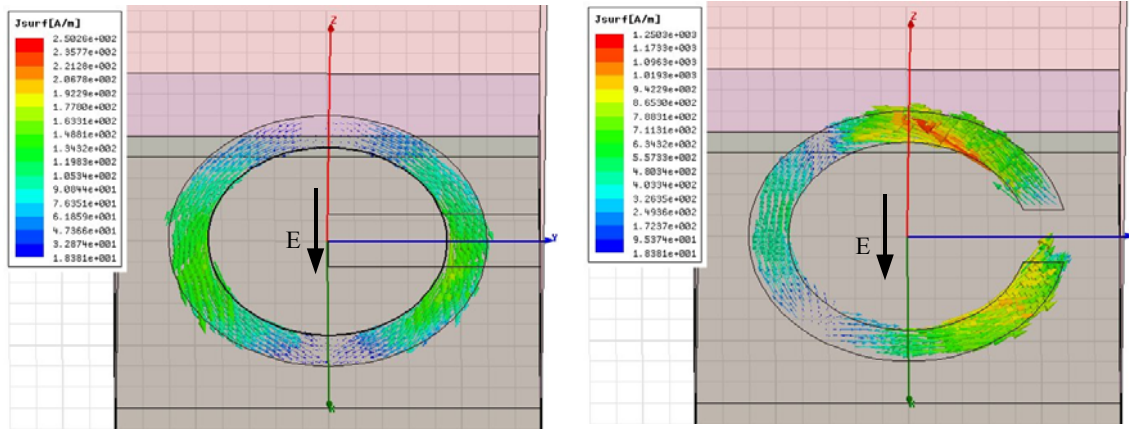 Jsurf[A/m]
2.5026e+002
2.3577e+002
2.2128e+002
2.0678e+002
1.9229e+002
1.7780e+002
1.6331e+002
1.4881e+002
1.3432e+002
1.1983e+002
1.0534e+002
9.0844e+001
7.6351e+001
6.1859e+001
4.7366e+001
3.2874e+001
1.8381e+001
Z
E
Y
Jsurf[A/m]
1.2503e+003
1.1733e+003
1.0963e+003
1.0193e+003
9.4229e+002
8.6530e+002
7.8831e+002
7.1131e+002
6.3432e+002
5.5733e+002
4.8034e+002
4.0334e+002
3.2635e+002
2.4936e+002
1.7237e+002
9.5374e+001
1.8381e+001
Z
E